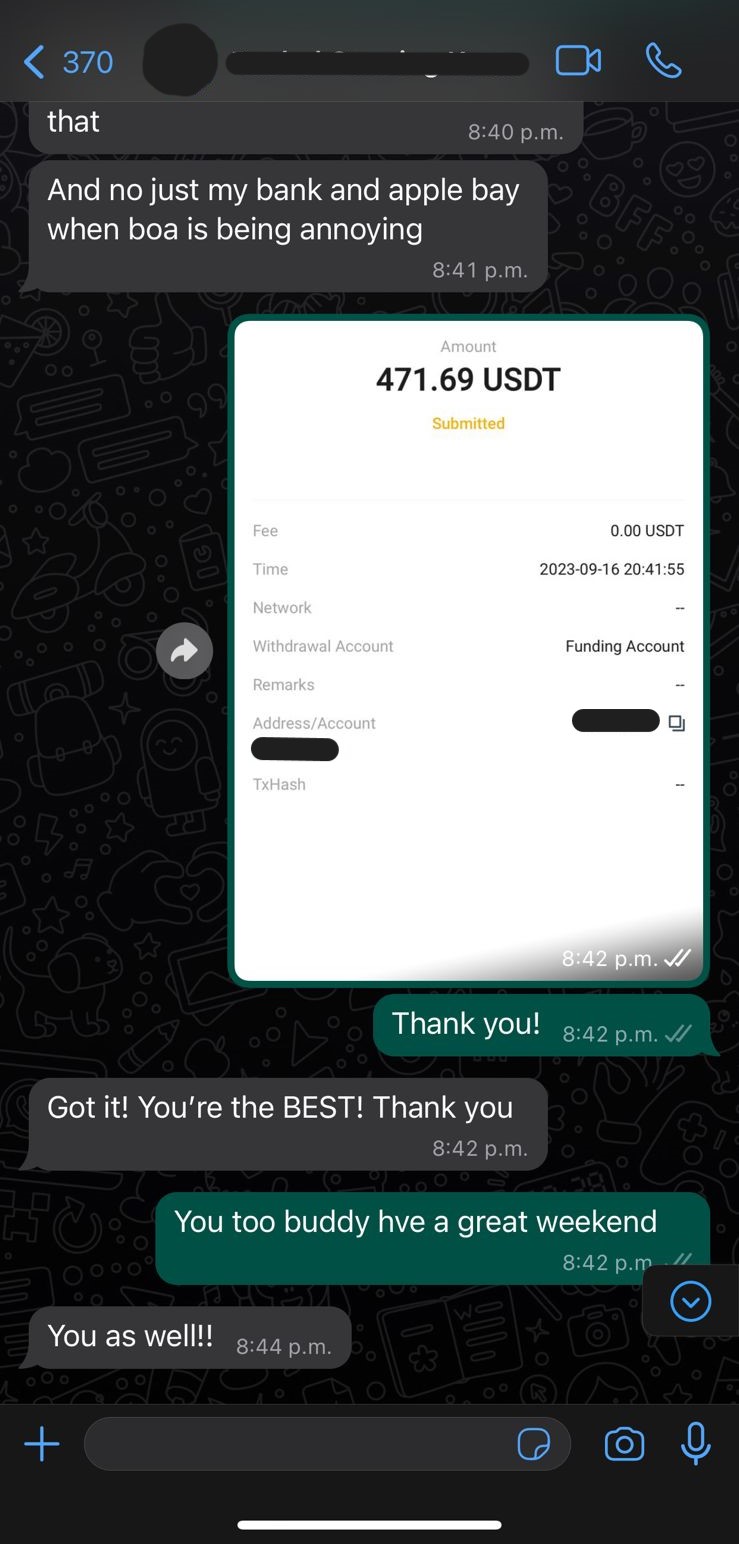 370
that
8:40 p.m.
And no just my bank and apple bay
when boa is being annoying
8:41 p.m.
Amount
471.69 USDT
Submitted
Fee 0.00 USDT
Time 2023-09-16 20:41:55
Network --
Withdrawal Account Funding Account
Remarks --
Address/Account
TxHash --
8:42 p.m.
Thank you! 8:42 p.m.
Got it! You're the BEST! Thank you
8:42 p.m.
You too buddy hve a great weekend
8:42 p.m.
You as well!! 8:44 p.m.